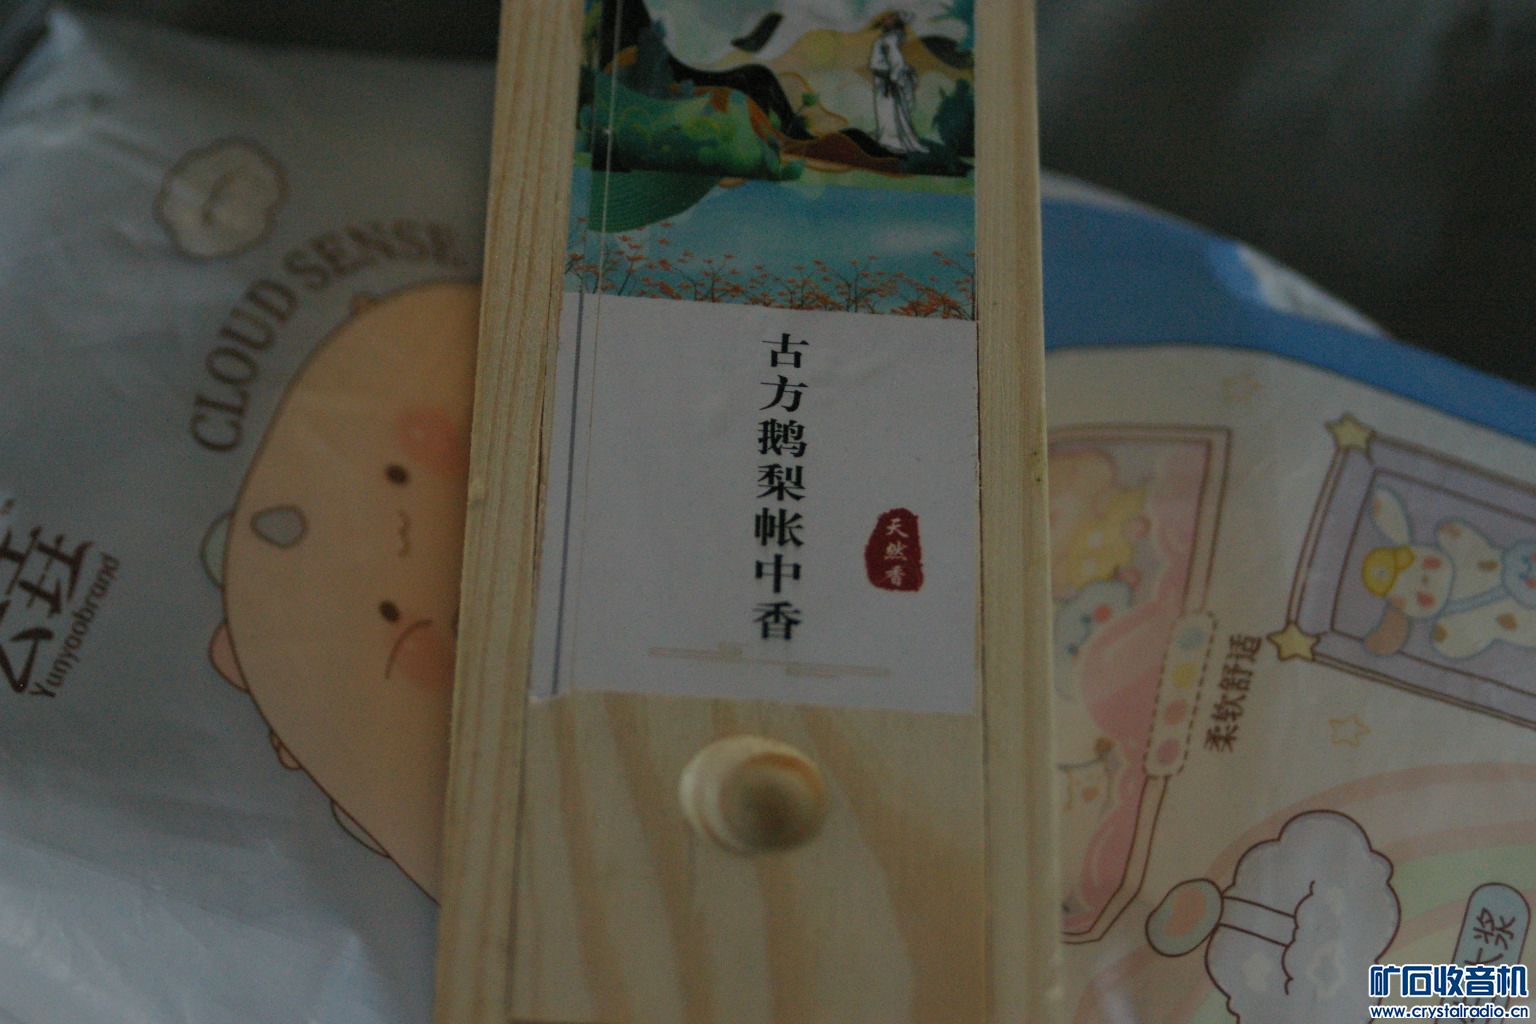 CLOUD SENSE
Yunyaobrand
古方鹅梨帐中香
天然香
柔软舒适
浆
矿石收音机
www.crystalradio.cn